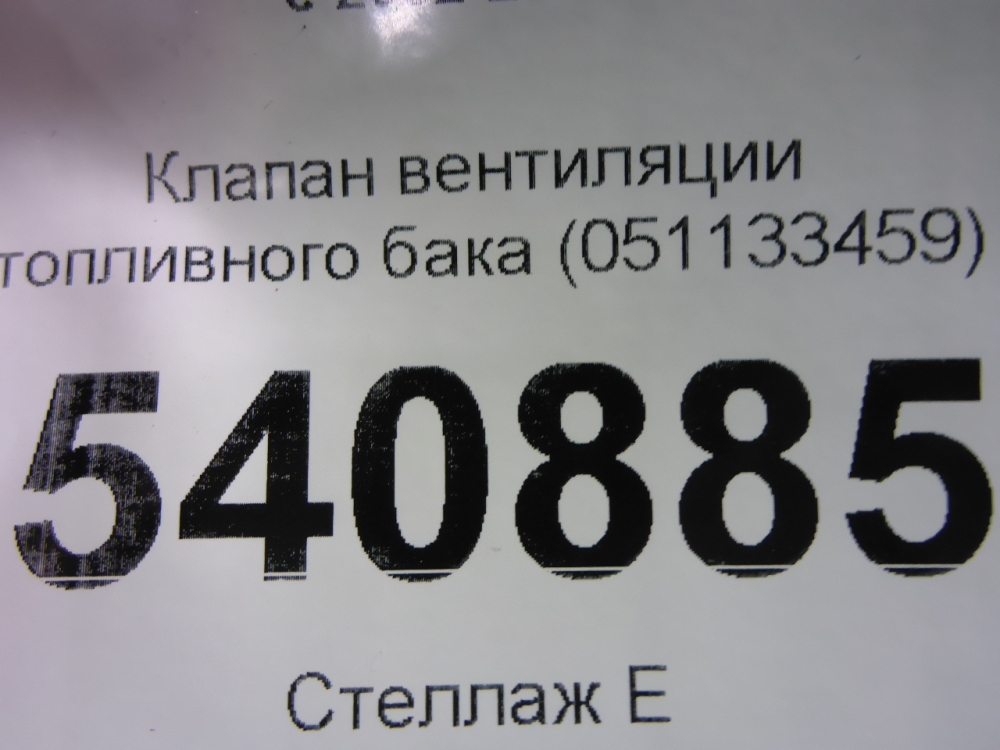 Клапан вентиляции
топливного бака (051133459)
540885
Стеллаж Е